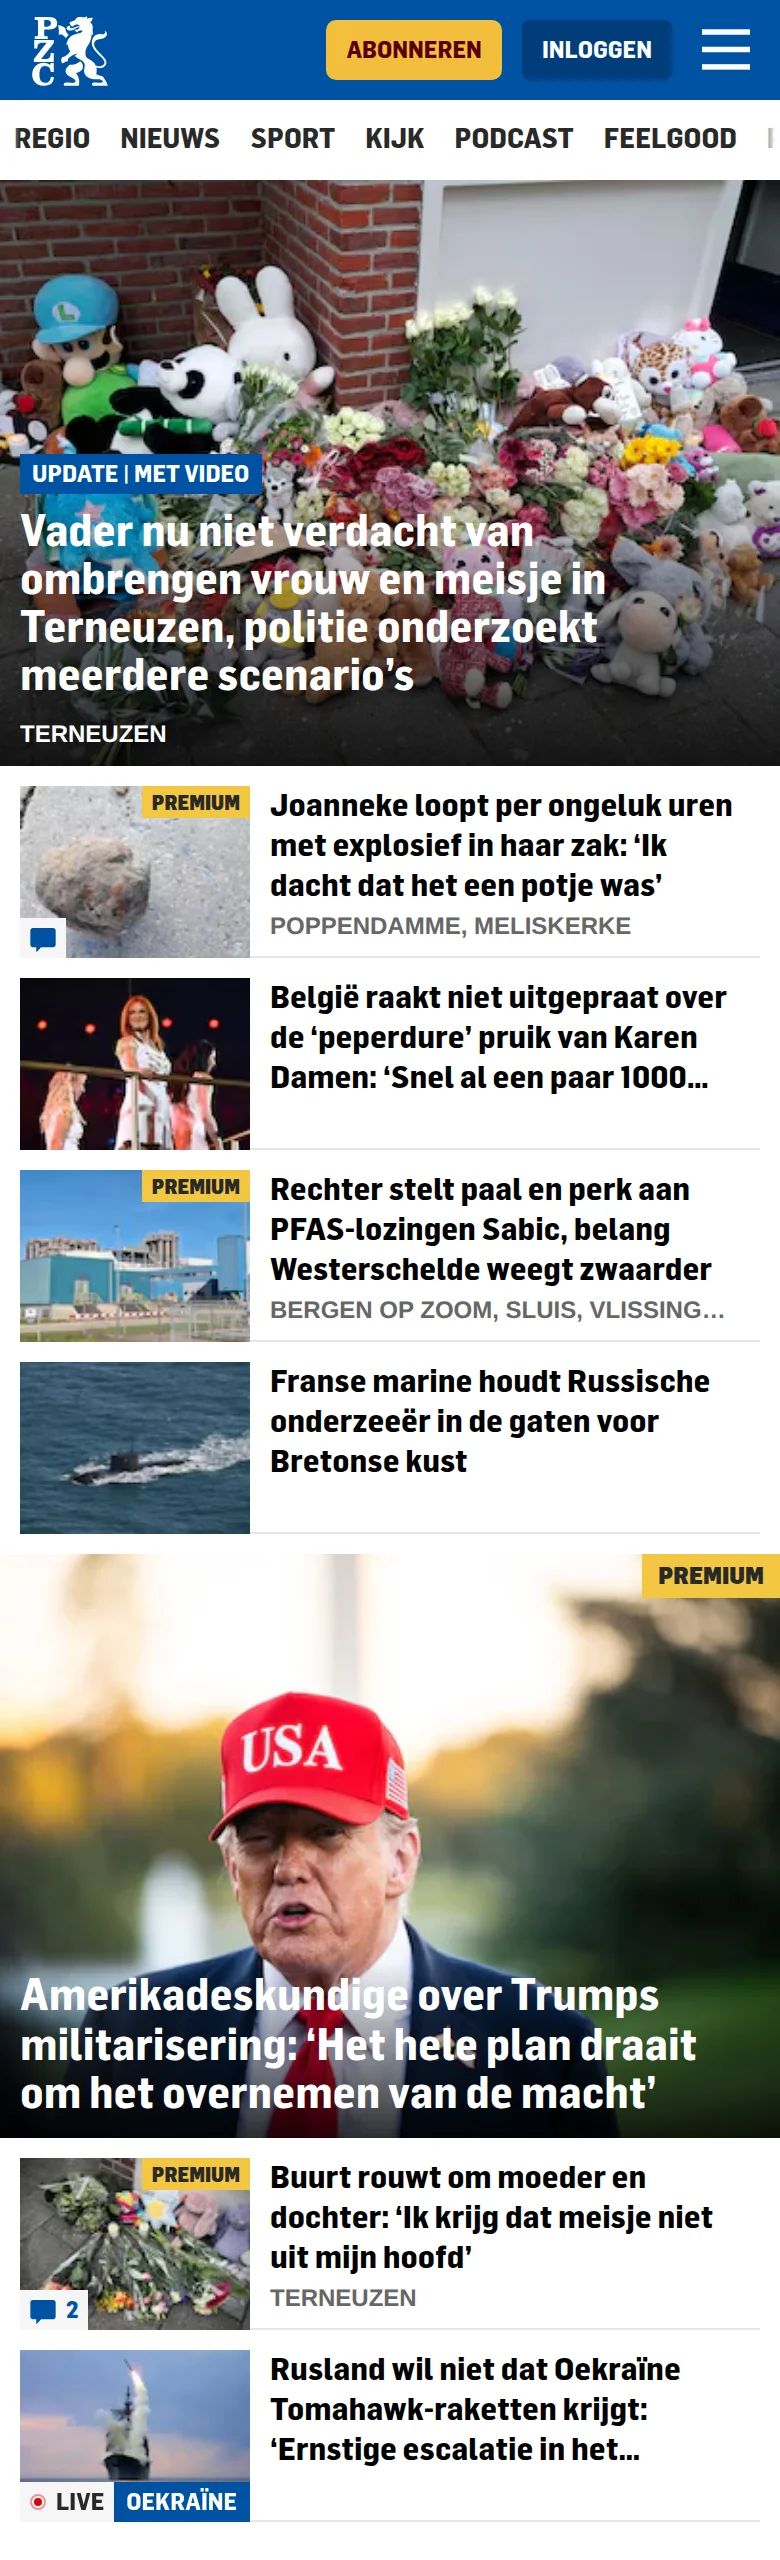 PZC
ABONNEREN
INLOGGEN
REGIO NIEUWS SPORT KIJK PODCAST FEELGOOD
UPDATE | MET VIDEO
Vader nu niet verdacht van
ombrengen vrouw en meisje in
Terneuzen, politie onderzoekt
meerdere scenario’s
TERNEUZEN
PREMIUM
Joanneke loopt per ongeluk uren
met explosief in haar zak: ‘Ik
dacht dat het een potje was’
POPPENDAMME, MELISKERKE
België raakt niet uitgepraat over
de ‘peperdure’ pruik van Karen
Damen: ‘Snel al een paar 1000...
PREMIUM
Rechter stelt paal en perk aan
PFAS-lozingen Sabic, belang
Westerschelde weegt zwaarder
BERGEN OP ZOOM, SLUIS, VLISSING...
Franse marine houdt Russische
onderzeeër in de gaten voor
Bretonse kust
PREMIUM
USA
Amerikadeskundige over Trumps
militarisering: ‘Het hele plan draait
om het overnemen van de macht’
PREMIUM
2
Buurt rouwt om moeder en
dochter: ‘Ik krijg dat meisje niet
uit mijn hoofd’
TERNEUZEN
LIVE OEKRAÏNE
Rusland wil niet dat Oekraïne
Tomahawk-raketten krijgt:
‘Ernstige escalatie in het...